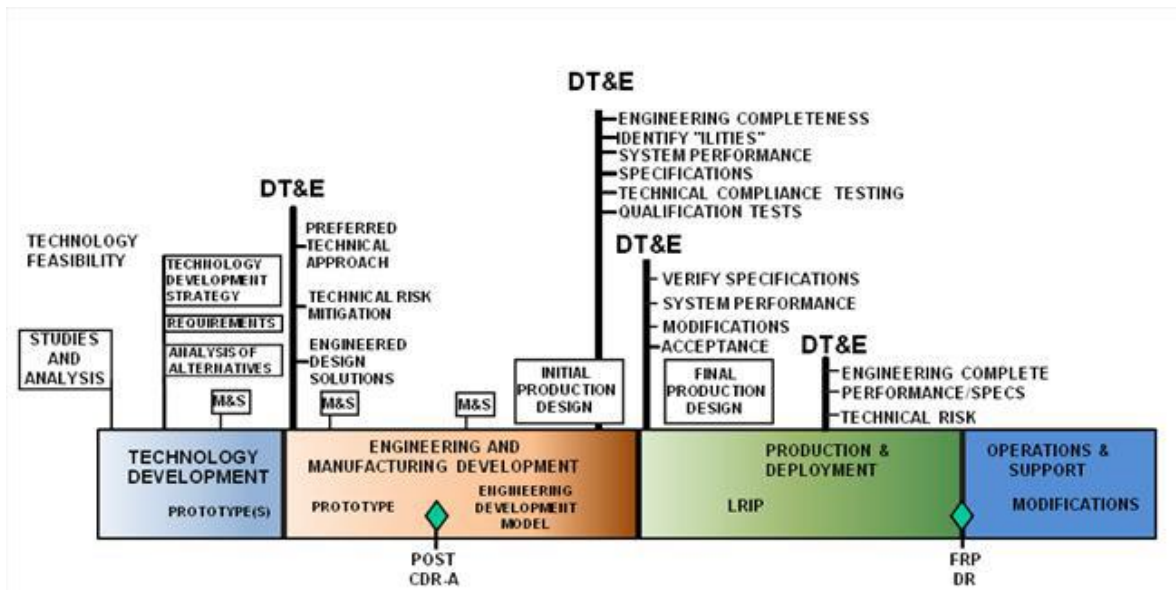 DT&E
ENGINEERING COMPLETENESS
IDENTIFY "ILITIES"
SYSTEM PERFORMANCE
SPECIFICATIONS
TECHNICAL COMPLIANCE TESTING
QUALIFICATION TESTS
DT&E
PREFERRED
TECHNICAL
APPROACH
TECHNICAL RISK
MITIGATION
ENGINEERED
DESIGN
SOLUTIONS
TECHNOLOGY
FEASIBILITY
TECHNOLOGY
DEVELOPMENT
STRATEGY
REQUIREMENTS
ANALYSIS OF
ALTERNATIVES
STUDIES
AND
ANALYSIS
M&S
M&S
M&S
INITIAL
PRODUCTION
DESIGN
DT&E
VERIFY SPECIFICATIONS
SYSTEM PERFORMANCE
MODIFICATIONS
ACCEPTANCE
FINAL
PRODUCTION
DESIGN
DT&E
ENGINEERING COMPLETE
PERFORMANCE/SPECS
TECHNICAL RISK
TECHNOLOGY
DEVELOPMENT
PROTOTYPE(S)
ENGINEERING AND
MANUFACTURING DEVELOPMENT
PROTOTYPE
ENGINEERING
DEVELOPMENT
MODEL
PRODUCTION &
DEPLOYMENT
LRIP
OPERATIONS &
SUPPORT
MODIFICATIONS
POST
CDR-A
FRP
DR